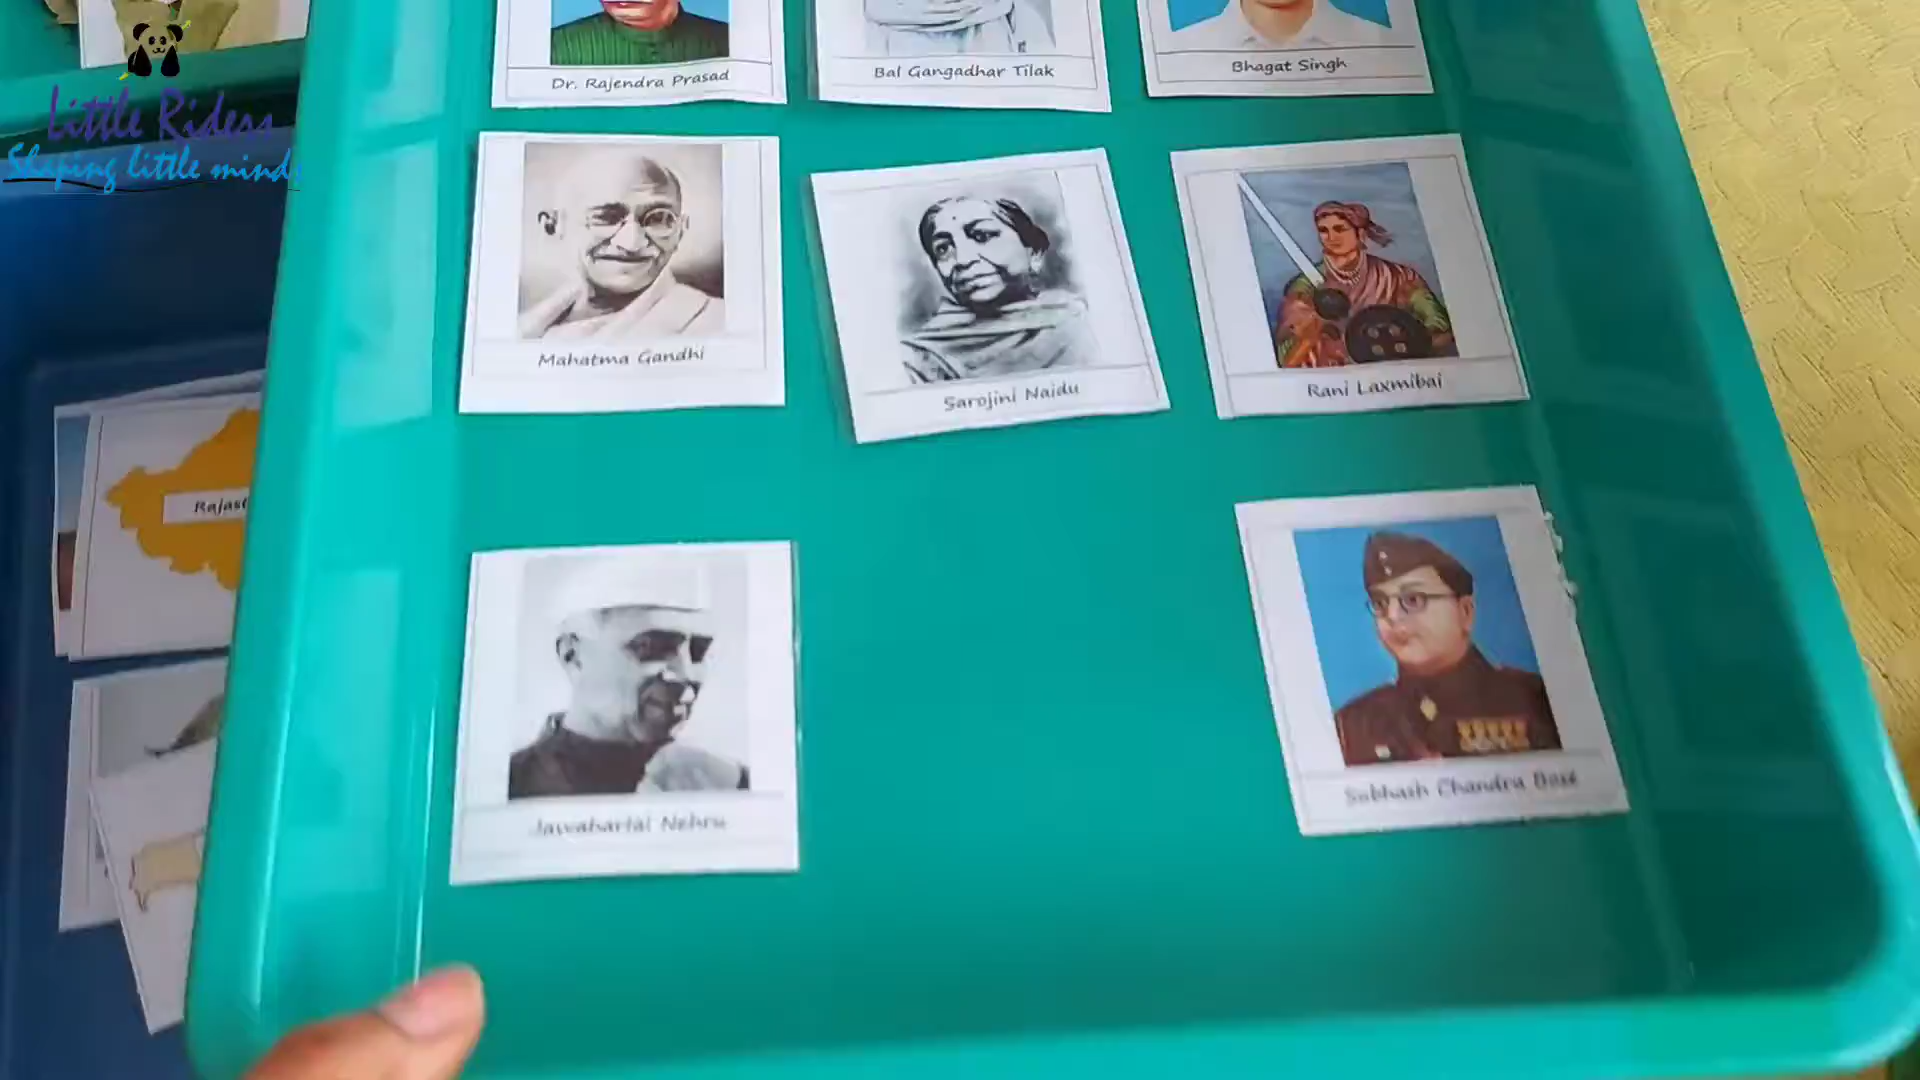 Little Riders
Shaping little minds
Dr. Rajendra Prasad
Bal Gangadhar Tilak
Bhagat Singh
Mahatma Gandhi
Sarojini Naidu
Rani Laxmibai
Jawaharlal Nehru
Subhash Chandra Bose